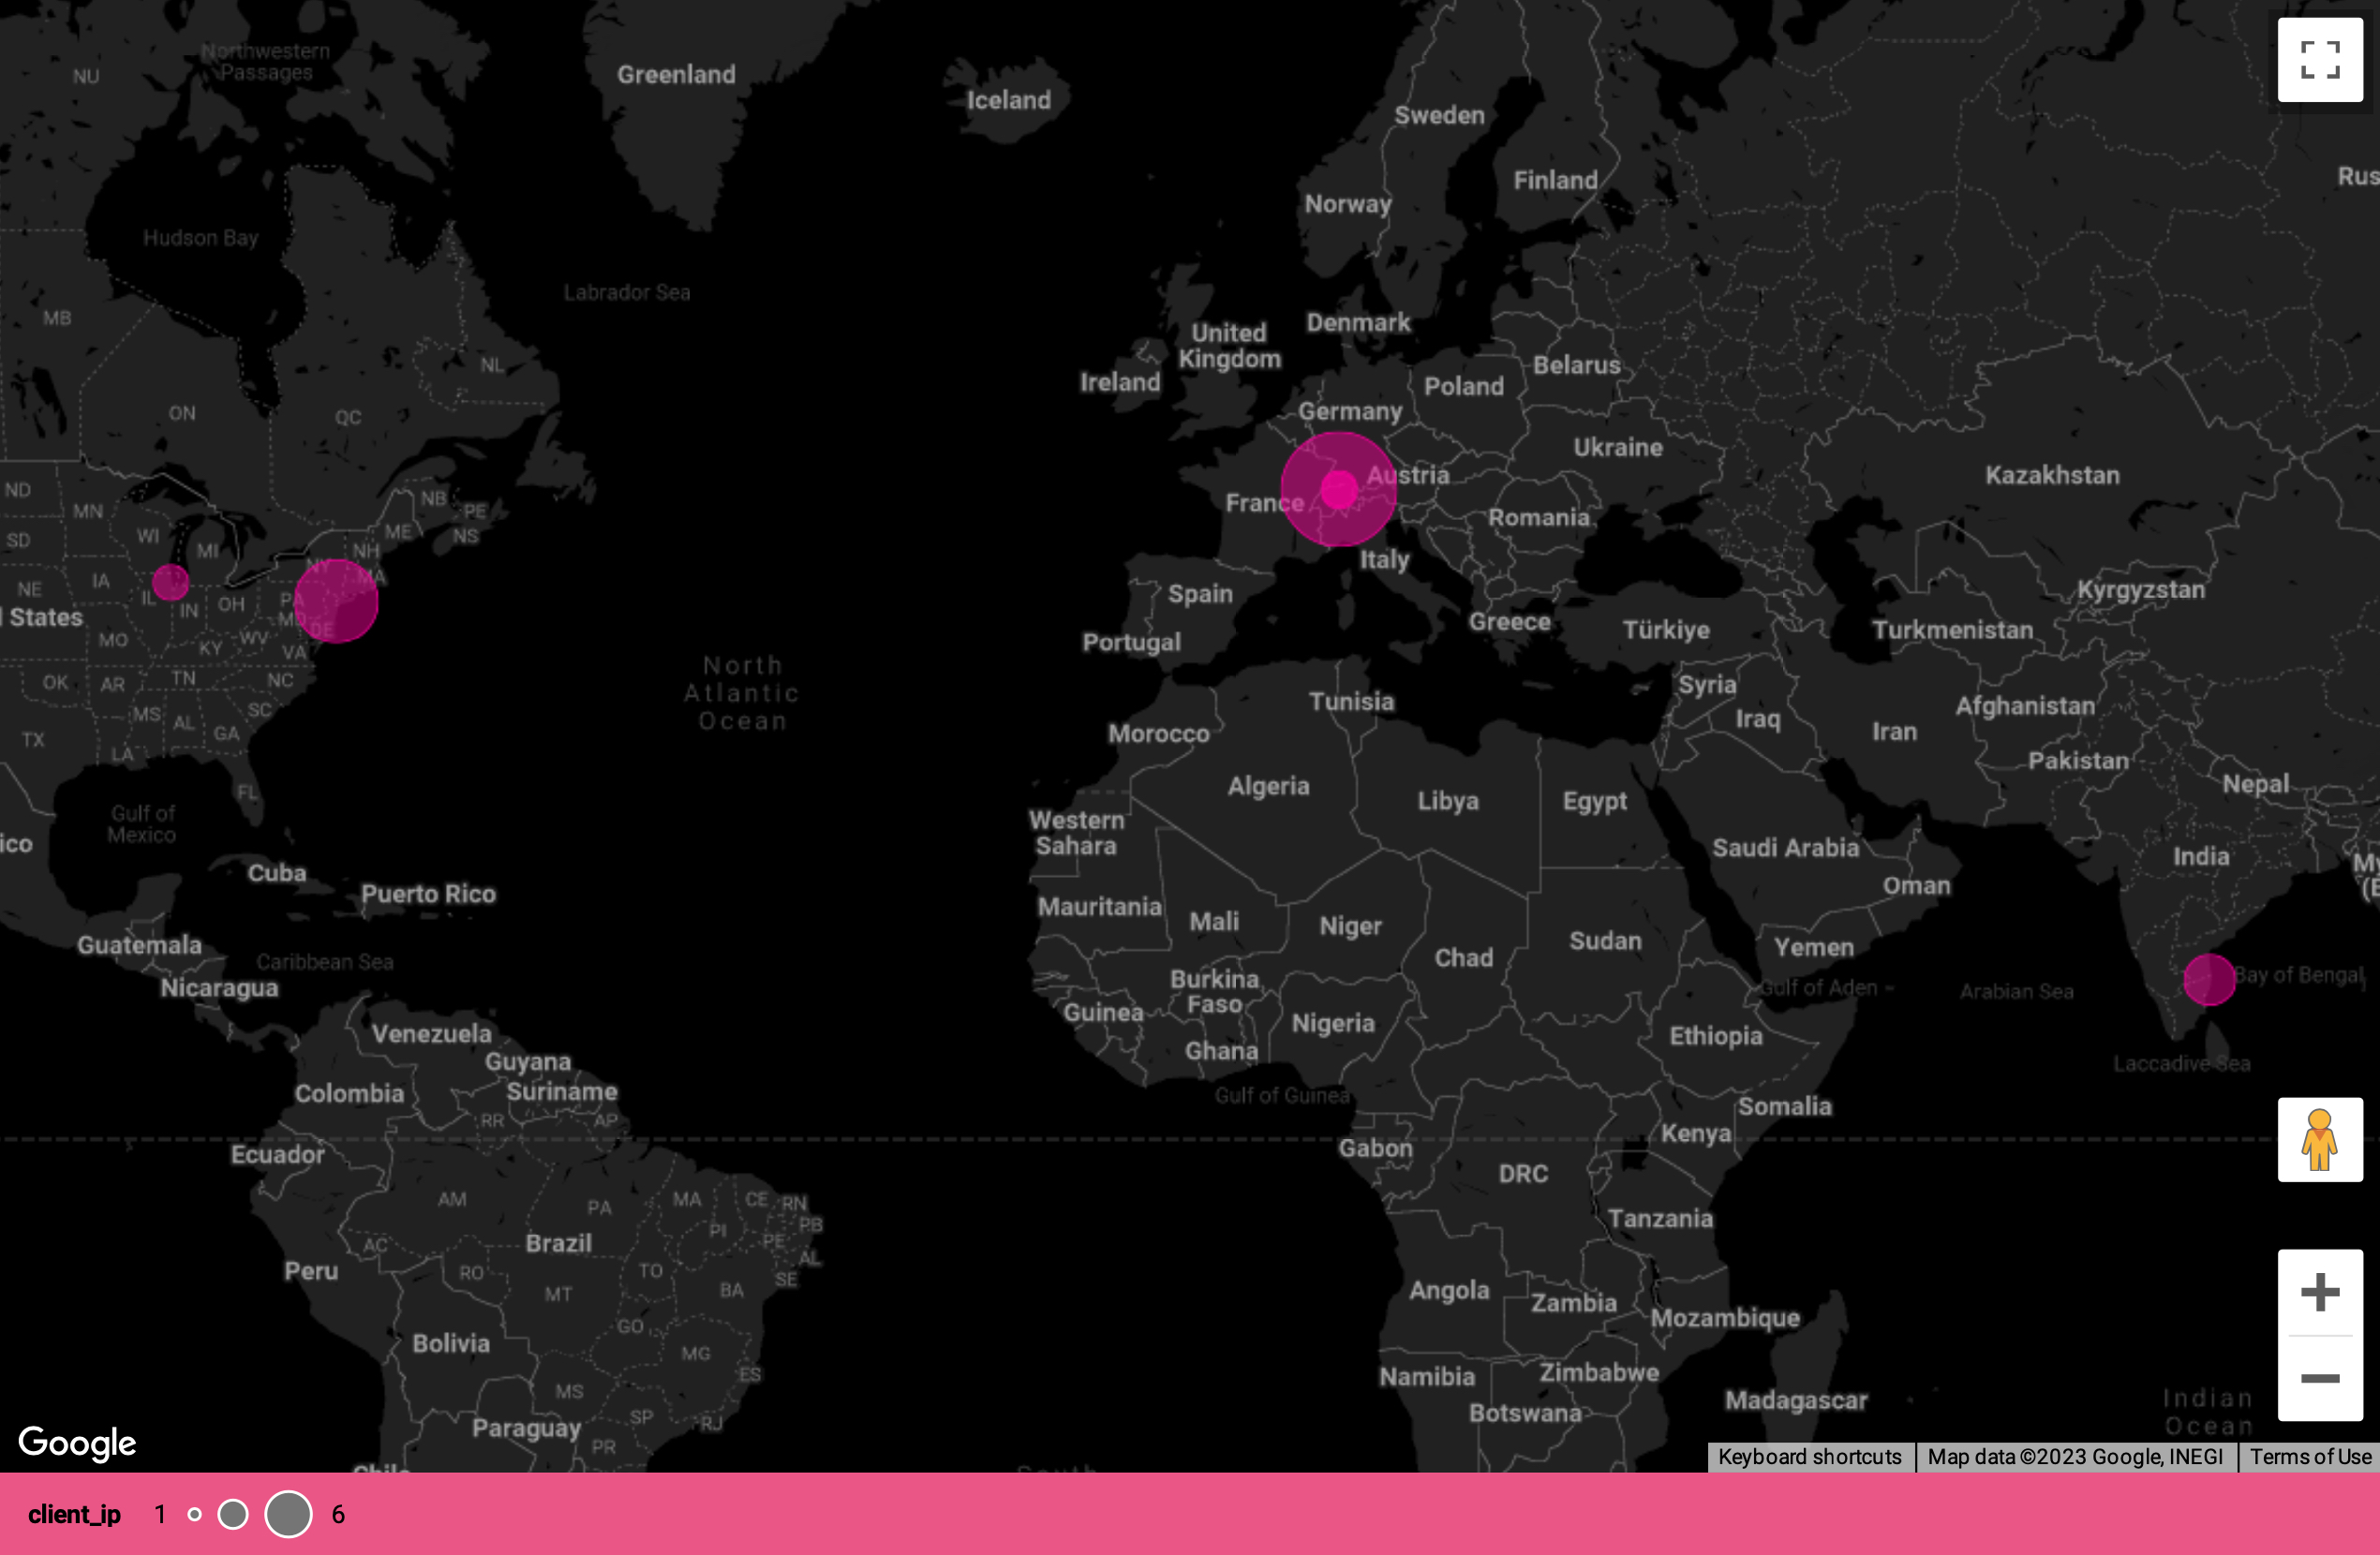 Northwestern
Passages
NU
Greenland
Iceland
Sweden
Finland
Norway
Rus
Hudson Bay
Labrador Sea
MB
Denmark
United
Kingdom
Ireland
Belarus
Poland
NL
ON
QC
Germany
Ukraine
Austria
Kazakhstan
France
Romania
ND
MN
NB
PE
SD
WI
MI
ME
NS
NH
Italy
NY
MA
NE
IA
Spain
Kyrgyzstan
IL
IN
OH
PA
States
MD
DE
Greece
Türkiye
Turkmenistan
Portugal
MO
KY
WV
VA
North
Atlantic
Ocean
OK
AR
TN
NC
Syria
Tunisia
Afghanistan
MS
AL
SC
GA
Iraq
Iran
Morocco
TX
LA
Pakistan
Nepal
FL
Algeria
Libya
Egypt
Gulf of
Mexico
Western
Sahara
ico
Saudi Arabia
India
My
(B
Cuba
Puerto Rico
Oman
Mauritania
Mali
Niger
Sudan
Guatemala
Yemen
Caribbean Sea
Chad
Nicaragua
Burkina
Faso
Gulf of Aden
Arabian Sea
Bay of Bengal
Guinea
Nigeria
Venezuela
Ethiopia
Guyana
Ghana
Suriname
Laccadive Sea
Colombia
Gulf of Guinea
Somalia
RR
AP
Kenya
Gabon
Ecuador
DRC
AM
PA
MA
CE
RN
PI
PB
PE
Tanzania
Brazil
AC
AL
Peru
RO
TO
SE
MT
BA
Angola
Zambia
GO
Mozambique
Bolivia
MG
Zimbabwe
Namibia
ES
MS
Madagascar
Botswana
SP
RJ
Indian
Ocean
Paraguay
PR
Google
Keyboard shortcuts
Map data ©2023 Google, INEGI
Terms of Use
client_ip 1 6